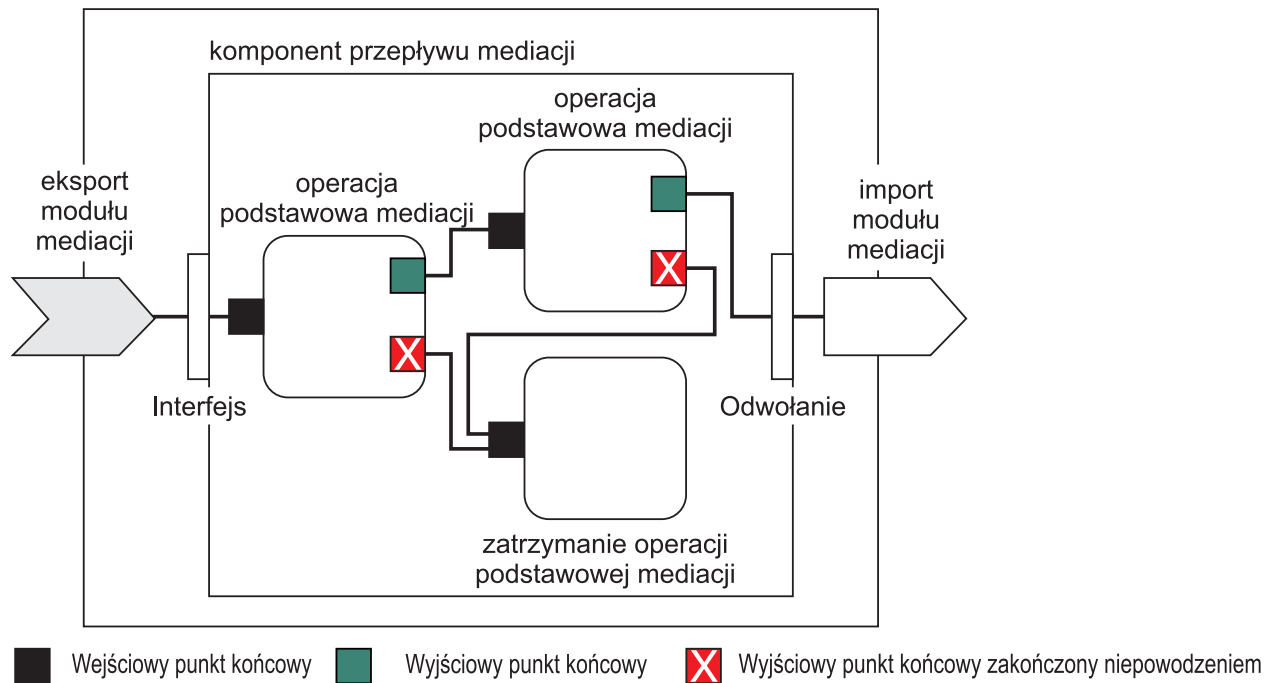 komponent przepływu mediacji
operacja
podstawowa mediacji
eksport
modułu
mediacji
operacja
podstawowa mediacji
import
modułu
mediacji
Interfejs
Odwołanie
zatrzymanie operacji
podstawowej mediacji
Wejściowy punkt końcowy
Wyjściowy punkt końcowy
Wyjściowy punkt końcowy zakończony niepowodzeniem